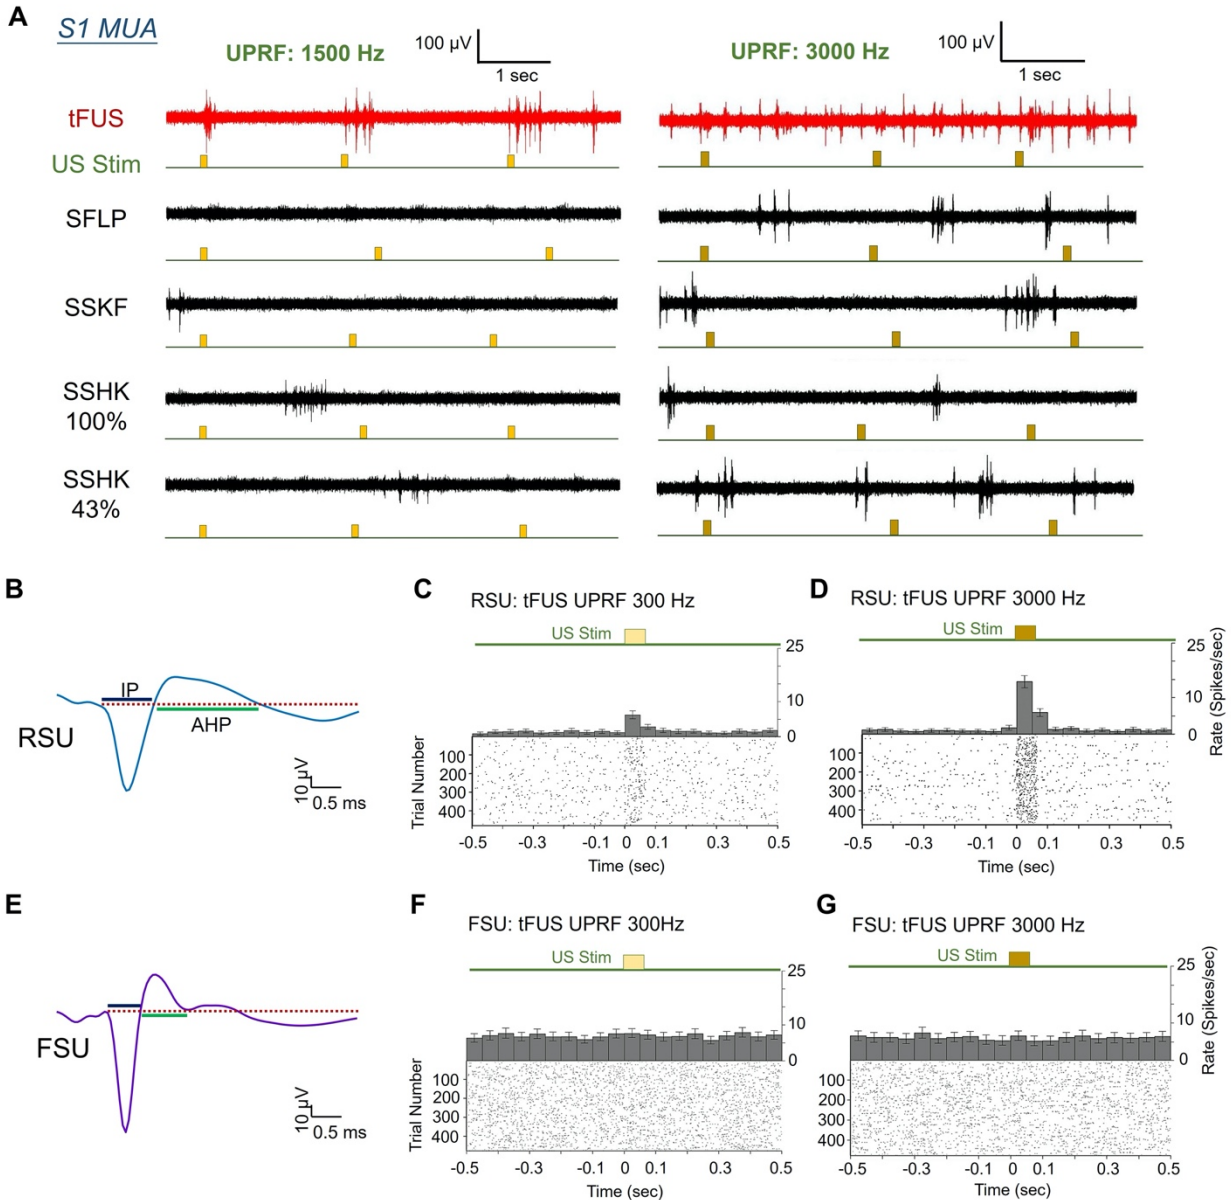 A
S1 MUA
UPRF: 1500 Hz
100 µV
1 sec
UPRF: 3000 Hz
100 µV
1 sec
tFUS
US Stim
SFLP
SSKF
SSHK
100%
SSHK
43%
B
RSU
IP
AHP
10 µV
0.5 ms
C
RSU: tFUS UPRF 300 Hz
US Stim
25
10
0
Trial Number
100
200
300
400
-0.5 -0.3 -0.1 0 0.1 0.3 0.5
Time (sec)
D
RSU: tFUS UPRF 3000 Hz
US Stim
25
10
0
Rate (Spikes/sec)
100
200
300
400
-0.5 -0.3 -0.1 0 0.1 0.3 0.5
Time (sec)
E
FSU
10 µV
0.5 ms
F
FSU: tFUS UPRF 300Hz
US Stim
25
10
0
Trial Number
100
200
300
400
-0.5 -0.3 -0.1 0 0.1 0.3 0.5
Time (sec)
G
FSU: tFUS UPRF 3000 Hz
US Stim
25
10
0
Rate (Spikes/sec)
100
200
300
400
-0.5 -0.3 -0.1 0 0.1 0.3 0.5
Time (sec)